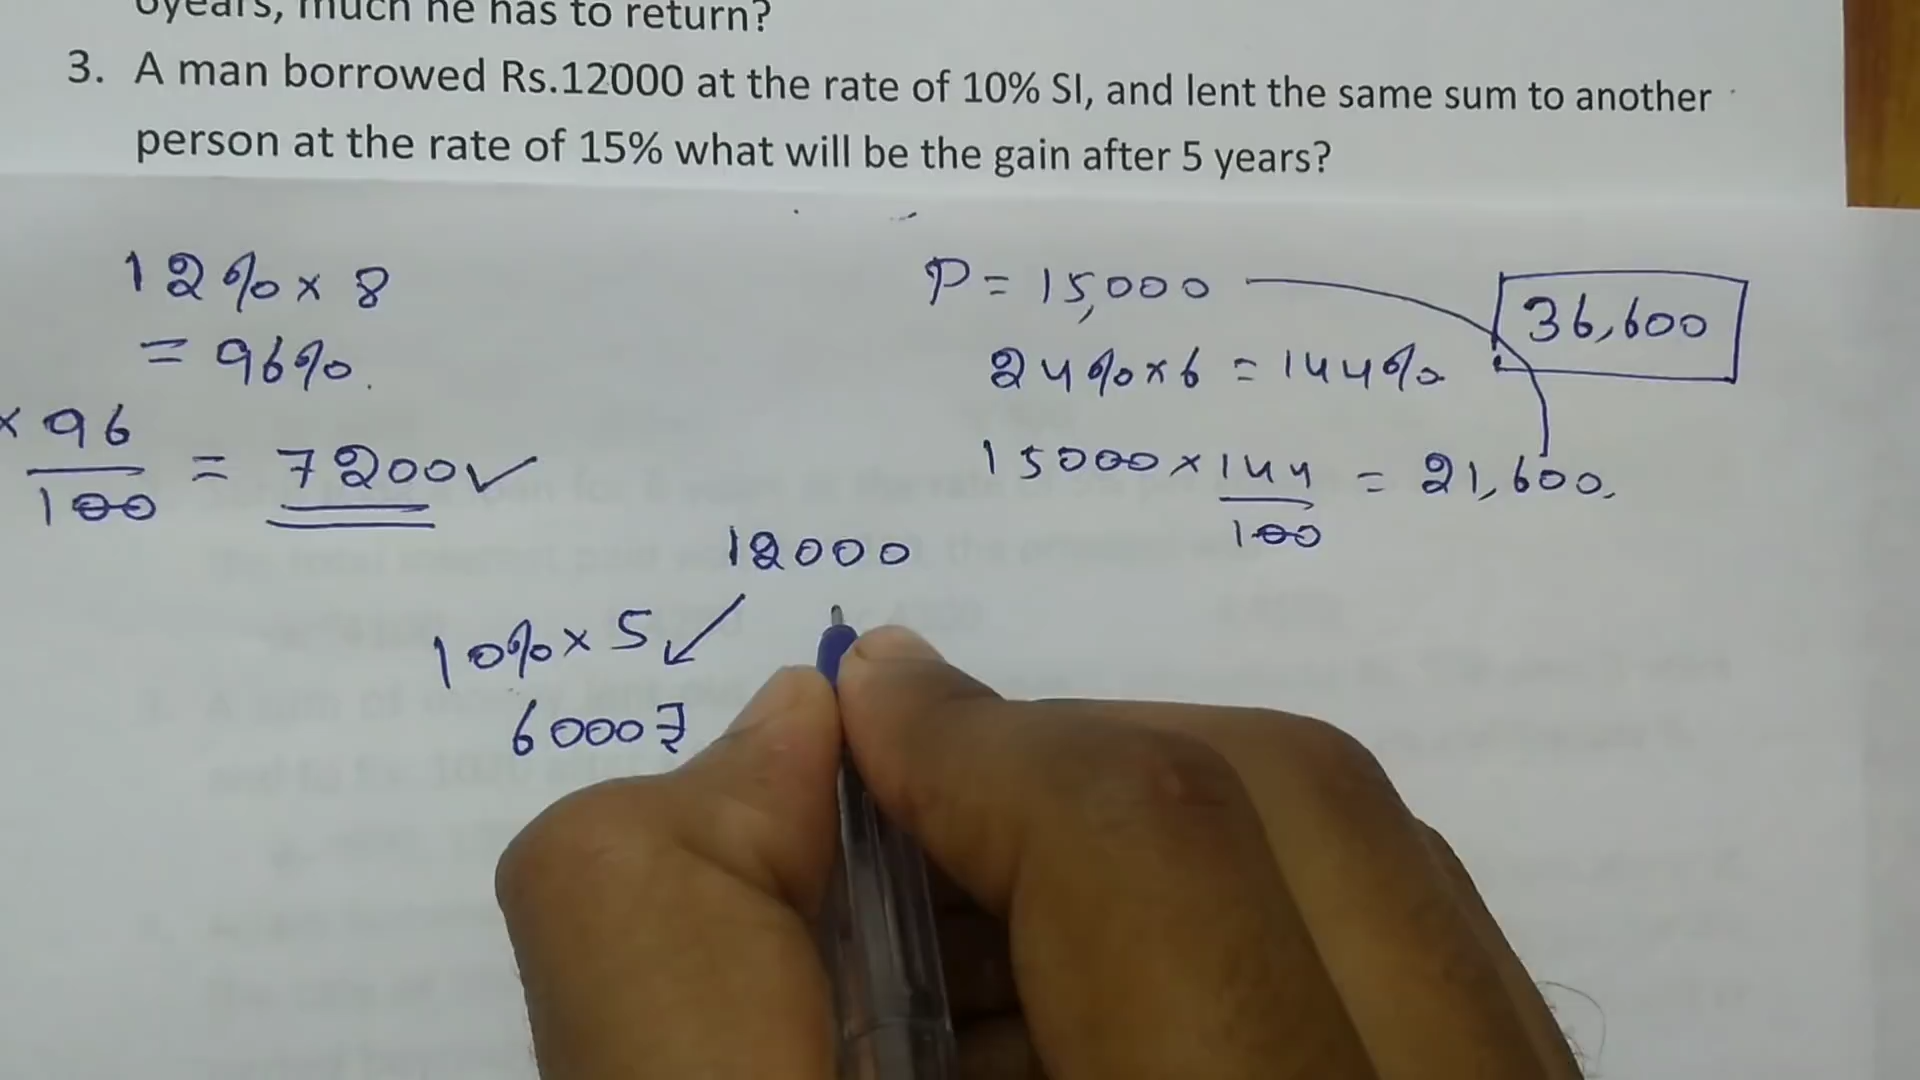 6years, much he has to return?
3. A man borrowed Rs.12000 at the rate of 10% SI, and lent the same sum to another
person at the rate of 15% what will be the gain after 5 years?
12% × 8
= 96%.
× 96/100 = 7200 ✓
P = 15,000
36,600
24% × 6 = 144%
15000 × 144/100 = 21,600.
12000
10% × 5 ↙
6000₹